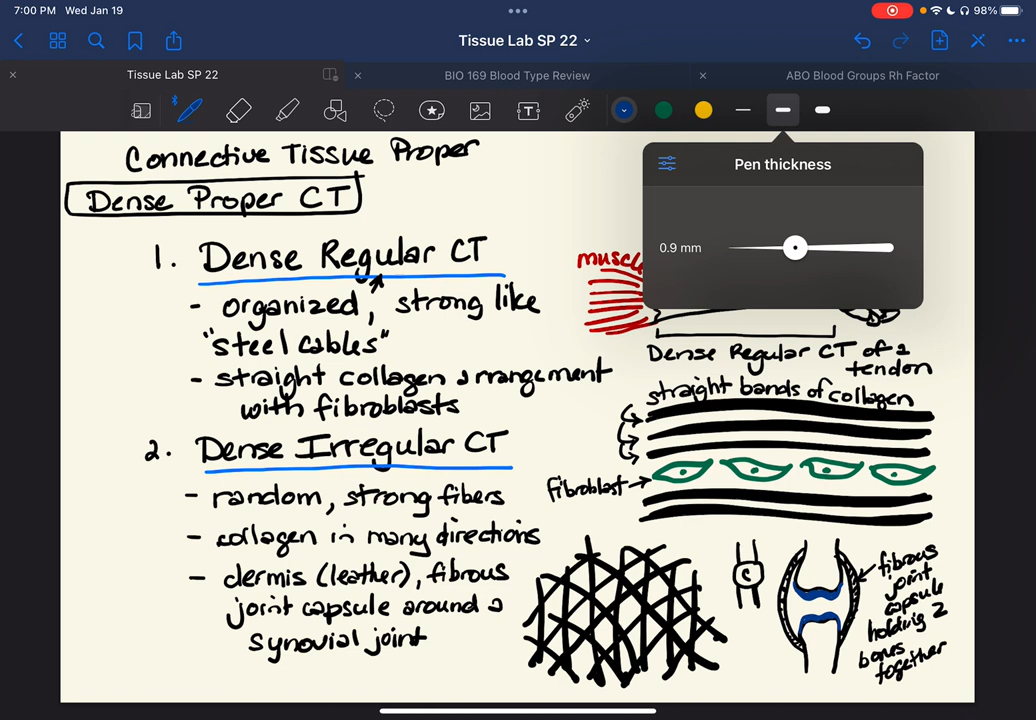 7:00 PM Wed Jan 19
98%
Tissue Lab SP 22
Tissue Lab SP 22
BIO 169 Blood Type Review
ABO Blood Groups Rh Factor
Pen thickness
0.9 mm
Connective Tissue Proper
Dense Proper CT
1. Dense Regular CT
- organized, strong like
"steel cables"
- straight collagen arrangement
with fibroblasts
2. Dense Irregular CT
- random, strong fibers
- collagen in many directions
- dermis (leather), fibrous
joint capsule around a
synovial joint
muscl
Dense Regular CT of a
tendon
straight bands of collagen
fibroblast
C
fibrous
joint
capsule
holding 2
bones
together